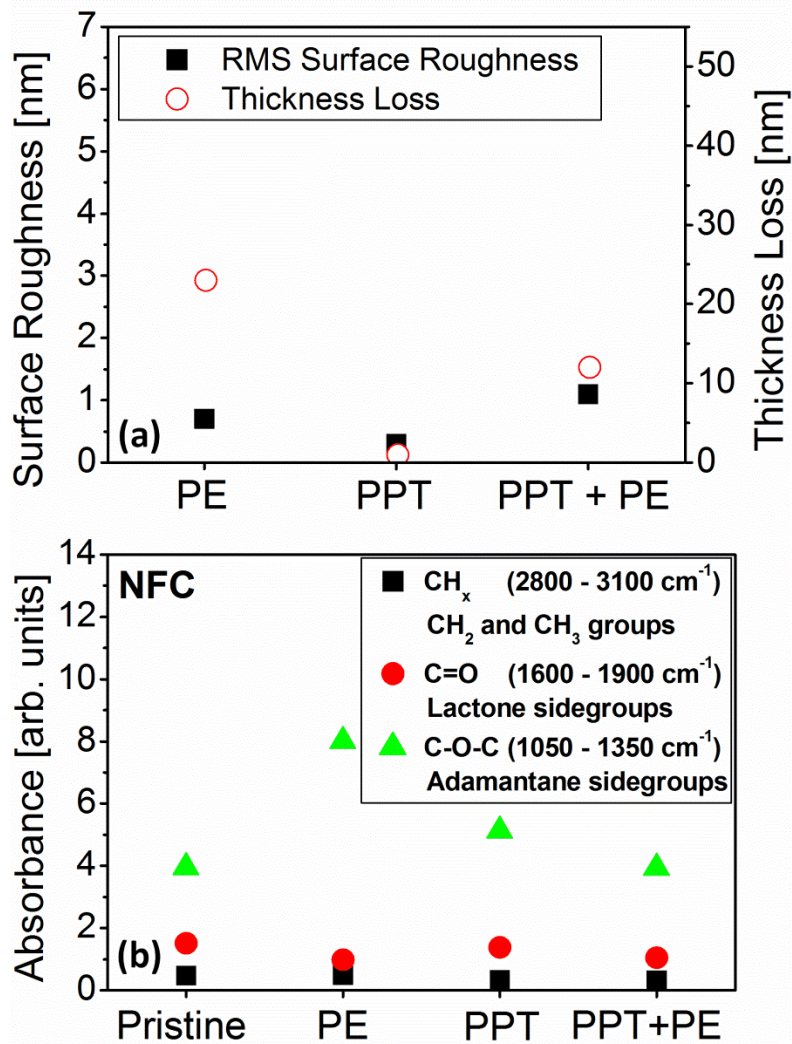 7
6
5
4
3
2
1
0
Surface Roughness [nm]
RMS Surface Roughness
Thickness Loss
50
40
30
20
10
0
Thickness Loss [nm]
(a)
PE PPT PPT + PE
14
12
10
8
6
4
2
0
Absorbance [arb. units]
NFC
CHₓ (2800 - 3100 cm⁻¹)
CH₂ and CH₃ groups
C=O (1600 - 1900 cm⁻¹)
Lactone sidegroups
C-O-C (1050 - 1350 cm⁻¹)
Adamantane sidegroups
(b)
Pristine PE PPT PPT+PE